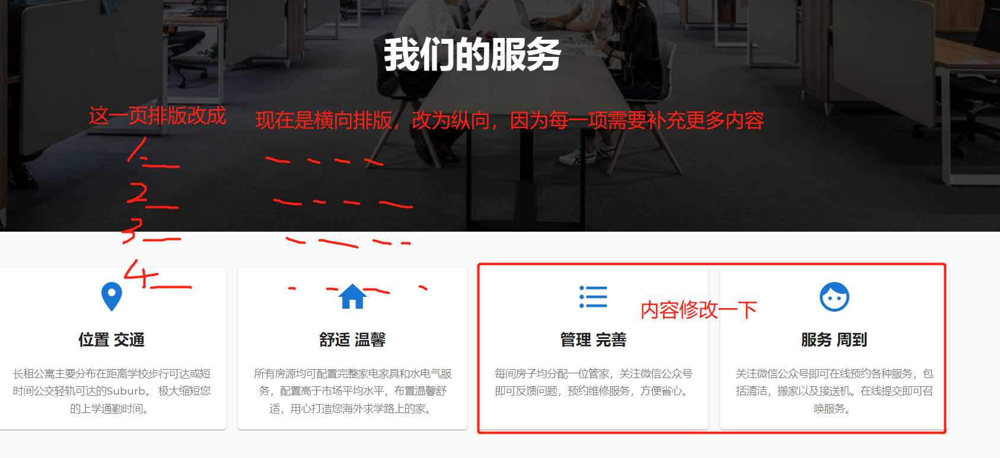 我们的服务
这一页排版改成
现在是横向排版，改为纵向，因为每一项需要补充更多内容
1.
2
3
4
内容修改一下
位置 交通
长租公寓主要分布在距离学校步行可达或短
时间公交轻轨可达的Suburb。 极大缩短您
的上学通勤时间。
舒适 温馨
所有房源均可配置完整家电家具和水电气服
务，配置高于市场平均水平，布置温馨舒
适，用心打造您海外求学路上的家。
管理 完善
每间房子均分配一位管家，关注微信公众号
即可反馈问题，预约维修服务，方便省心。
服务 周到
关注微信公众号即可在线预约各种服务，包
括清洁，搬家以及接送机。在线提交即可召
唤服务。